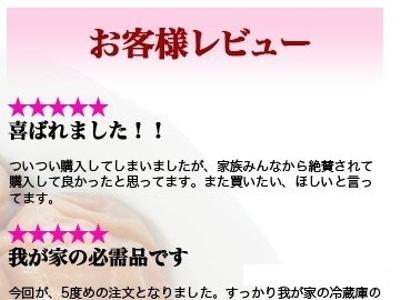 お客様レビュー
★★★★★
喜ばれました！！
ついつい購入してしまいましたが、家族みんなから絶賛されて
購入して良かったと思ってます。また買いたい、ほしいと言っ
てます。
★★★★★
我が家の必需品です
今回が、5度めの注文となりました。すっかり我が家の冷蔵庫の